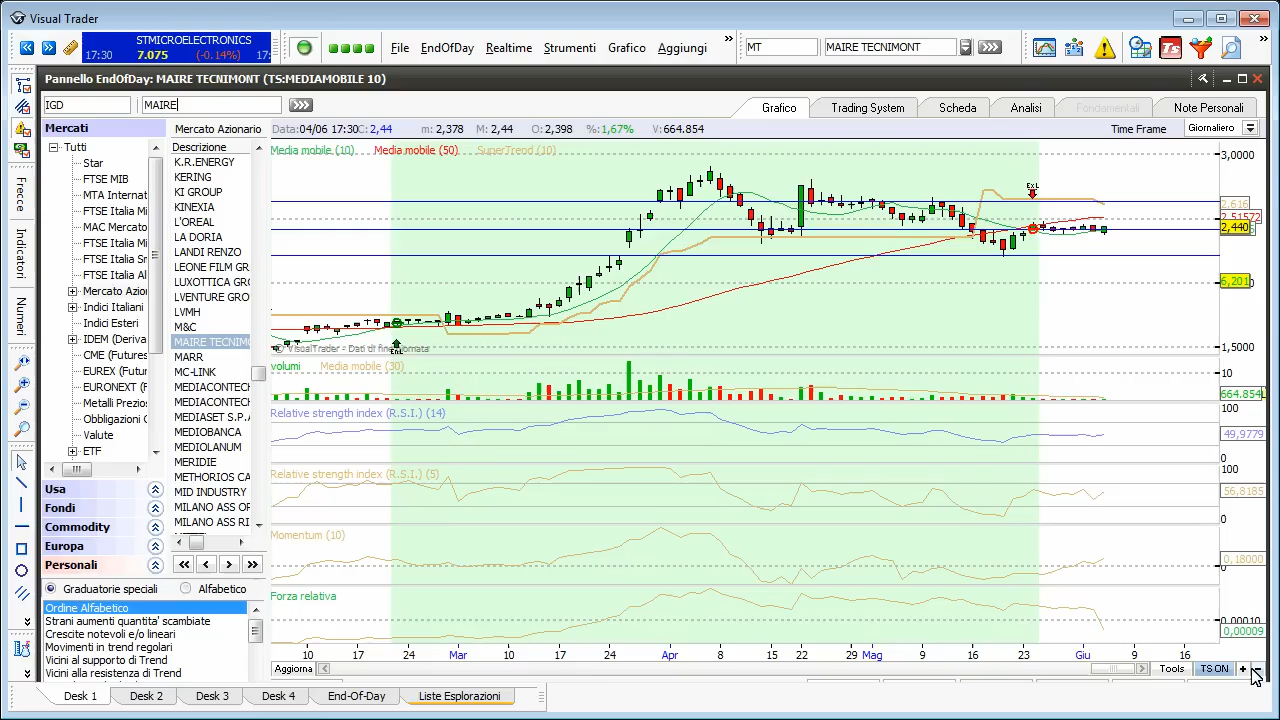 Visual Trader
STMICROELECTRONICS
17:30 7.075 (-0.14%) 17:
File EndOfDay Realtime Strumenti Grafico Aggiungi
MT MAIRE TECNIMONT
Ts
Pannello EndOfDay: MAIRE TECNIMONT (TS:MEDIAMOBILE 10)
IGD MAIRE
Grafico Trading System Scheda Analisi Fondamentali Note Personali
Mercati
Mercato Azionario
Data:04/06 17:30 C: 2,44 m: 2,378 M: 2,44 O: 2,398 %: 1,67% V: 664.854
Time Frame Giornaliero
Frecce
Indicatori
Numeri
Tutti
Star
FTSE MIB
MTA Internat
FTSE Italia Mi
MAC Mercato
FTSE Italia Mi
FTSE Italia Sr
FTSE Italia Al
Mercato Azio
Indici Italiani
Indici Esteri
IDEM (Deriva
CME (Futures
EUREX (Futur
EURONEXT (F
Metalli Prezio
Obbligazioni (
Valute
ETF
Usa
Fondi
Commodity
Europa
Personali
Descrizione
K.R.ENERGY
KERING
KI GROUP
KINEXIA
L'OREAL
LA DORIA
LANDI RENZO
LEONE FILM GR
LUXOTTICA GRO
LVENTURE GRO
LVMH
M&C
MAIRE TECNIMO
MARR
MC-LINK
MEDIACONTECH
MEDIACONTECH
MEDIASET S.P.A
MEDIOBANCA
MEDIOLANUM
MERIDIE
METHORIOS CA
MID INDUSTRY
MILANO ASS OF
MILANO ASS RI
Graduatorie speciali Alfabetico
Ordine Alfabetico
Strani aumenti quantita' scambiate
Crescite notevoli e/o lineari
Movimenti in trend regolari
Vicini al supporto di Trend
Vicini alla resistenza di Trend
Media mobile (10) Media mobile (50) SuperTrend (10)
ExL
EnL
3,0000
2,616
2,51572
2,440
6,201
1,5000
© VisualTrader - Dati di fine giornata
volumi Media mobile (30)
10
664.854
Relative strength index (R.S.I.) (14)
100
49,9779
0
Relative strength index (R.S.I.) (5)
100
56,8185
0
Momentum (10)
0,18000
0
Forza relativa
0,00010
0,00009
10 17 24 Mar 10 17 24 Apr 8 15 22 29 Mag 9 16 23 Giu 9 16
Aggiorna Tools TS ON + -
Desk 1 Desk 2 Desk 3 Desk 4 End-Of-Day Liste Esplorazioni